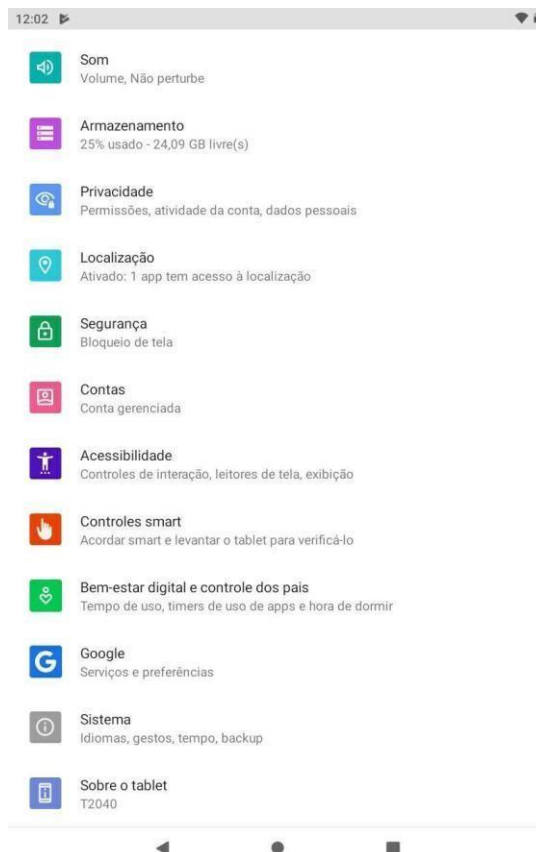 12:02
Som
Volume, Não perturbe
Armazenamento
25% usado - 24,09 GB livre(s)
Privacidade
Permissões, atividade da conta, dados pessoais
Localização
Ativado: 1 app tem acesso à localização
Segurança
Bloqueio de tela
Contas
Conta gerenciada
Acessibilidade
Controles de interação, leitores de tela, exibição
Controles smart
Acordar smart e levantar o tablet para verificá-lo
Bem-estar digital e controle dos pais
Tempo de uso, timers de uso de apps e hora de dormir
Google
Serviços e preferências
Sistema
Idiomas, gestos, tempo, backup
Sobre o tablet
T2040